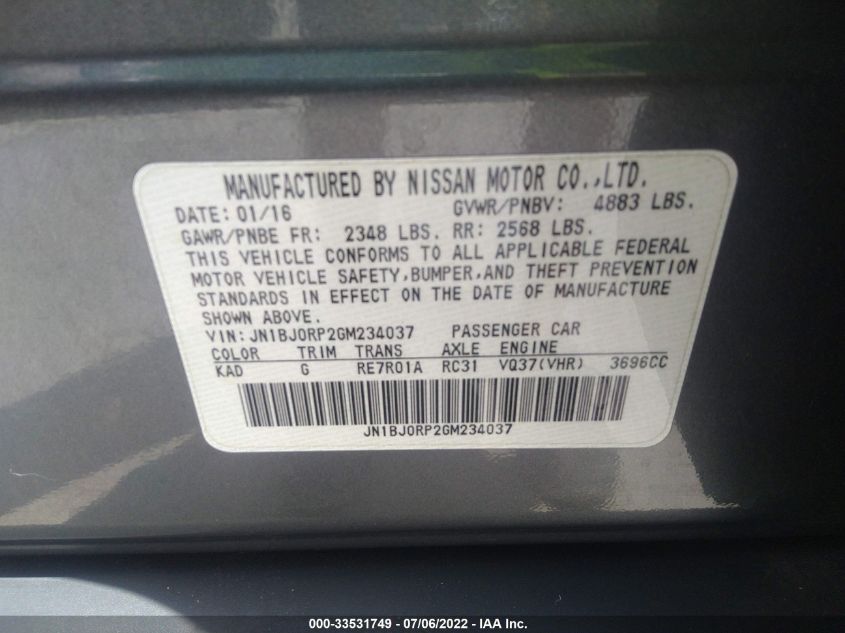 MANUFACTURED BY NISSAN MOTOR CO.,LTD.
DATE: 01/16 GVWR/PNBV: 4883 LBS.
GAWR/PNBE FR: 2348 LBS. RR: 2568 LBS.
THIS VEHICLE CONFORMS TO ALL APPLICABLE FEDERAL
MOTOR VEHICLE SAFETY,BUMPER,AND THEFT PREVENTION
STANDARDS IN EFFECT ON THE DATE OF MANUFACTURE
SHOWN ABOVE.
VIN: JN1BJ0RP2GM234037 PASSENGER CAR
COLOR TRIM TRANS AXLE ENGINE
KAD G RE7R01A RC31 VQ37(VHR) 3696CC
JN1BJ0RP2GM234037
000-33531749 - 07/06/2022 - IAA Inc.